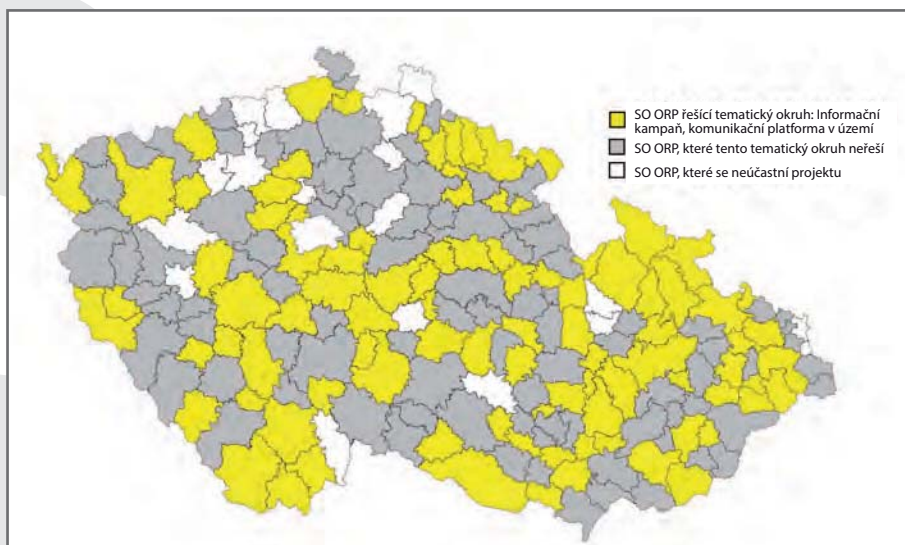 SO ORP řešící tematický okruh: Informační
kampaň, komunikační platforma v území
SO ORP, které tento tematický okruh neřeší
SO ORP, které se neúčastní projektu